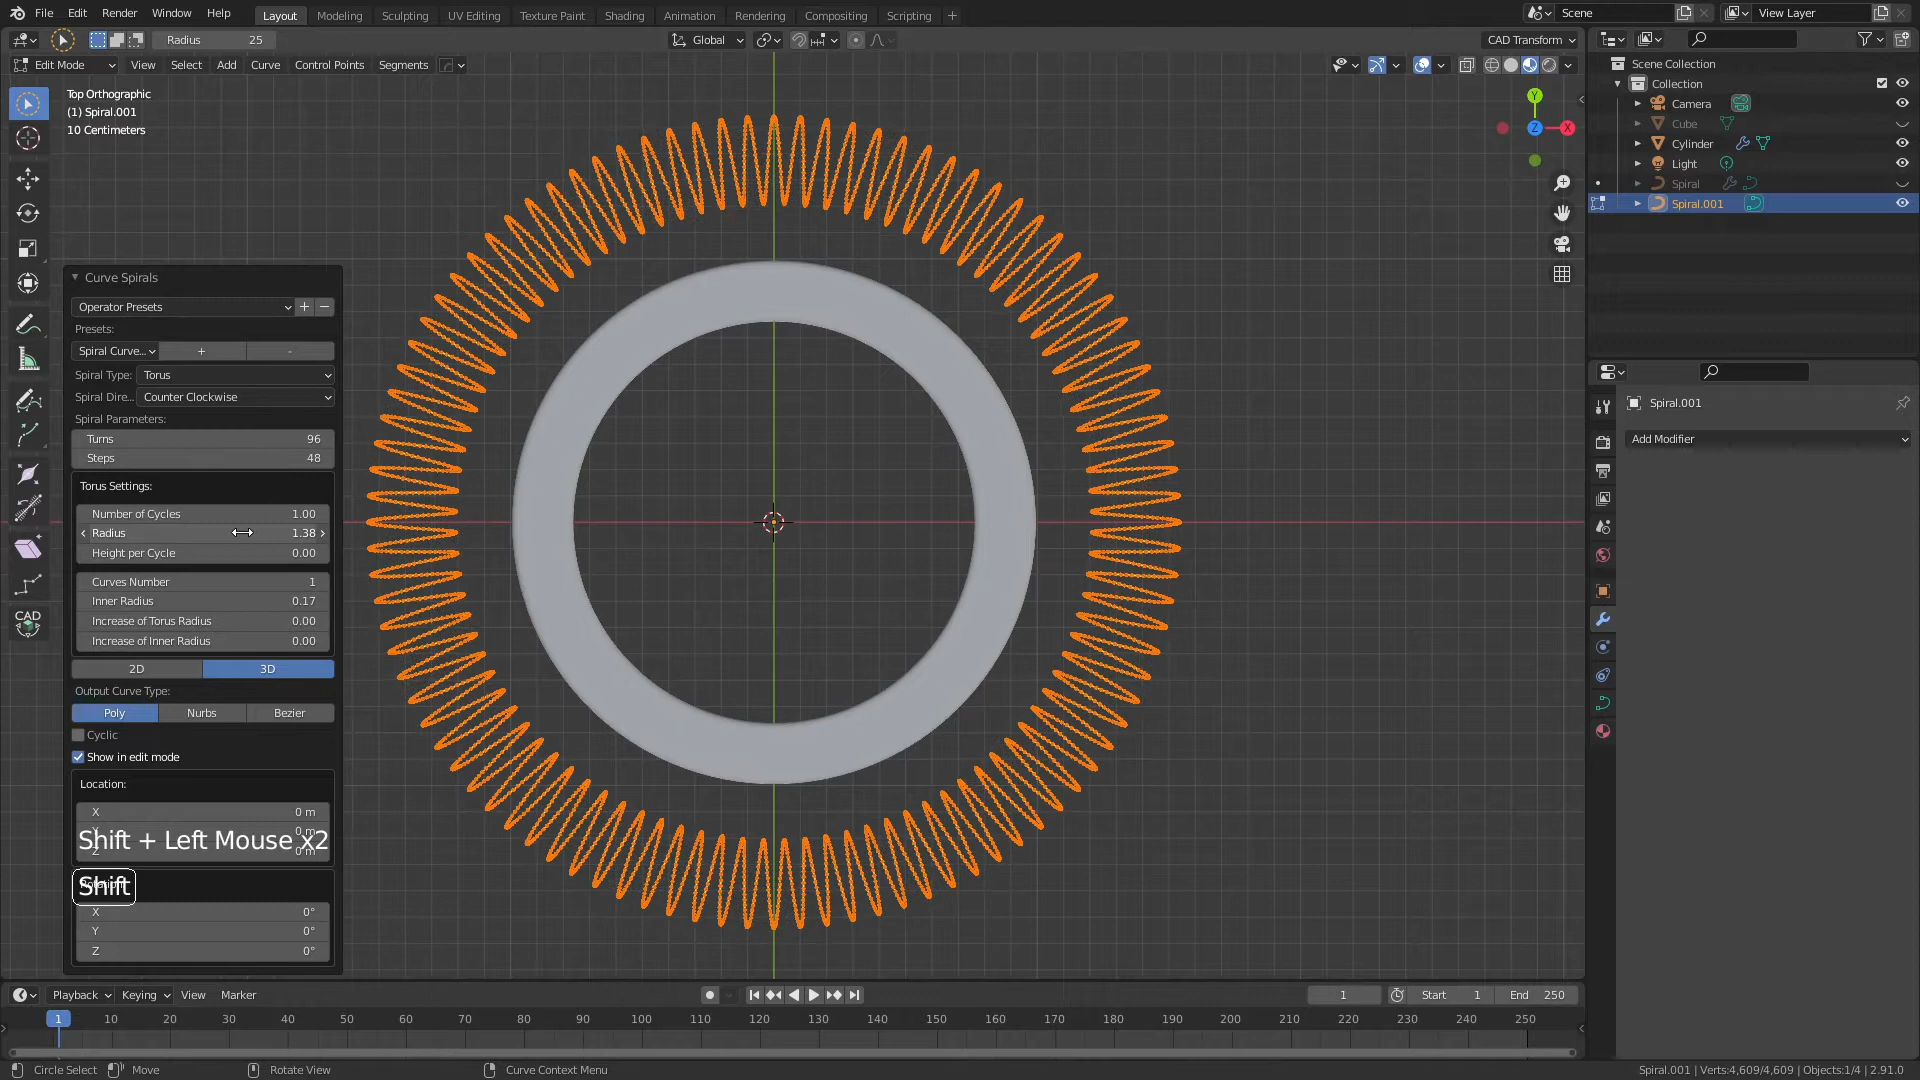 File Edit Render Window Help Layout Modeling Sculpting UV Editing Texture Paint Shading Animation Rendering Compositing Scripting + Scene View Layer
Radius 25 Global CAD Transform
Edit Mode View Select Add Curve Control Points Segments
Top Orthographic
(1) Spiral.001
10 Centimeters
Y
Z X
Scene Collection
Collection
Camera
Cube
Cylinder
Light
Spiral
Spiral.001
Curve Spirals
Operator Presets + −
Presets:
Spiral Curve... + -
Spiral Type: Torus
Spiral Dire... Counter Clockwise
Spiral Parameters:
Turns 96
Steps 48
Torus Settings:
Number of Cycles 1.00
Radius 1.38
Height per Cycle 0.00
Curves Number 1
Inner Radius 0.17
Increase of Torus Radius 0.00
Increase of Inner Radius 0.00
2D 3D
Output Curve Type:
Poly Nurbs Bezier
Cyclic
Show in edit mode
Location:
X 0 m
Y 0 m
Shift + Left Mouse x2
Z 0 m
Shift
X 0°
Y 0°
Z 0°
CAD
Spiral.001
Add Modifier
Playback Keying View Marker 1 Start 1 End 250
1 10 20 30 40 50 60 70 80 90 100 110 120 130 140 150 160 170 180 190 200 210 220 230 240 250
Circle Select Move Rotate View Curve Context Menu Spiral.001 | Verts:4,609/4,609 | Objects:1/4 | 2.91.0